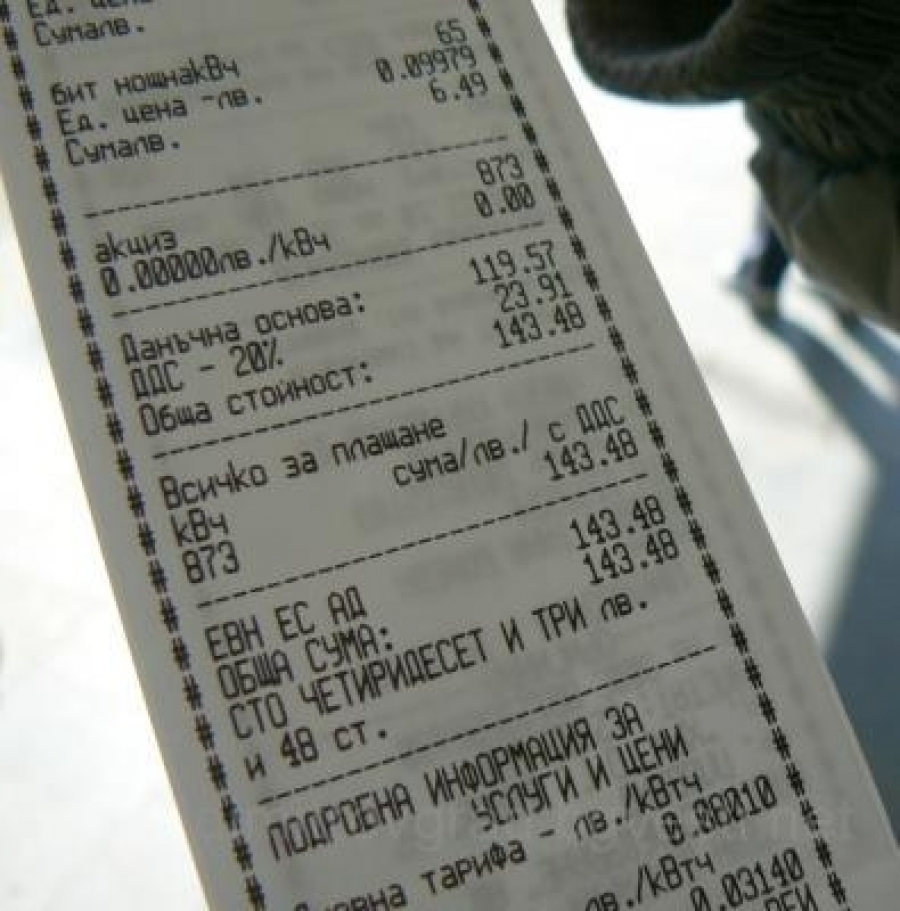 Ед. цена
Сумалв.
бит нощнакВч 65
Ед. цена -лв. 0.09979
Сумалв. 6.49
акциз 873
0.00000лв./кВч 0.00
Данъчна основа: 119.57
ДДС - 20% 23.91
Обща стойност: 143.48
Всичко за плащане
кВч сума/лв./ с ДДС
873 143.48
ЕВН ЕС АД 143.48
ОБЩА СУМА: 143.48
СТО ЧЕТИРИДЕСЕТ И ТРИ лв.
и 48 ст.
ПОДРОБНА ИНФОРМАЦИЯ ЗА
УСЛУГИ И ЦЕНИ
тарифа - лв./кВтч
0.08010
лв./кВтч
0.03140